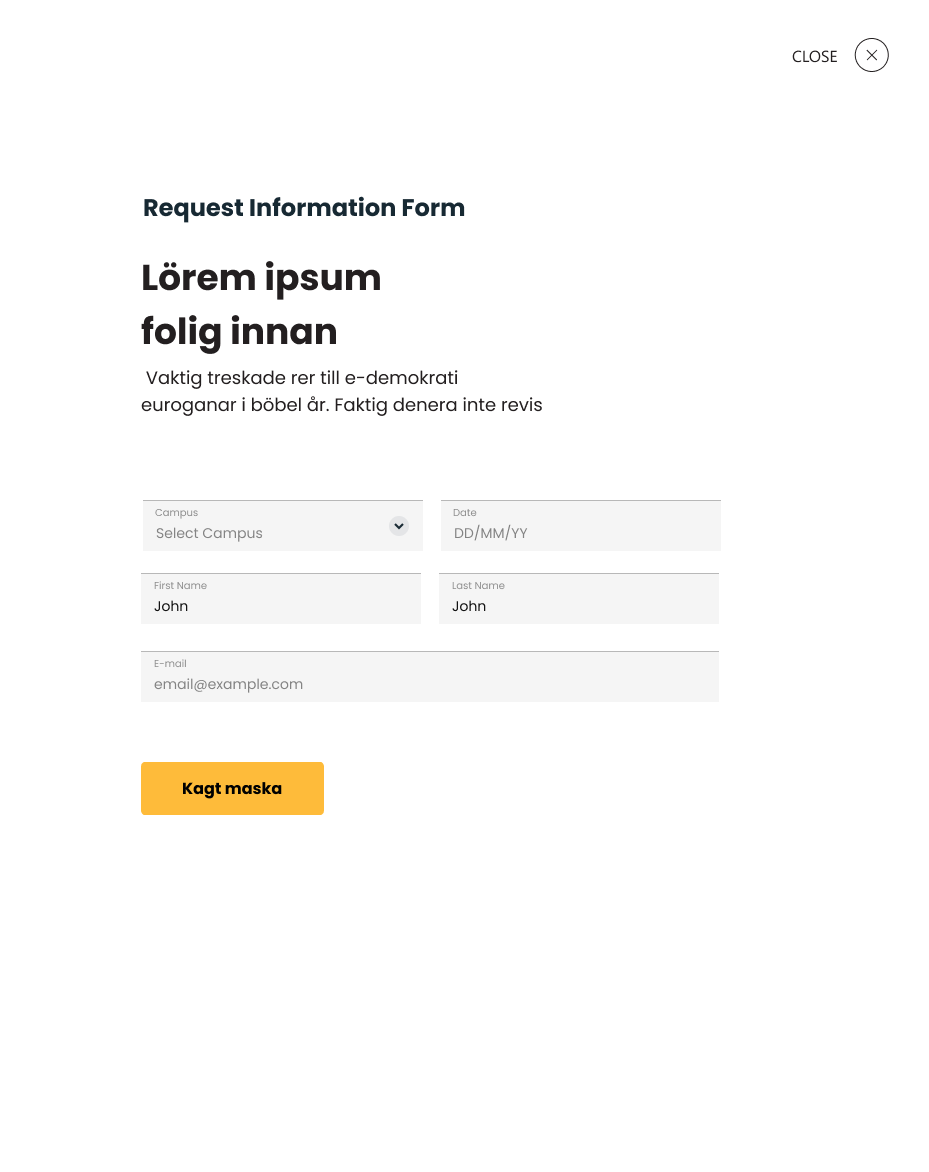 CLOSE
Request Information Form
Lörem ipsum
folig innan
Vaktig treskade rer till e-demokrati
euroganar i böbel år. Faktig denera inte revis
Campus
Select Campus
Date
DD/MM/YY
First Name
John
Last Name
John
E-mail
email@example.com
Kagt maska